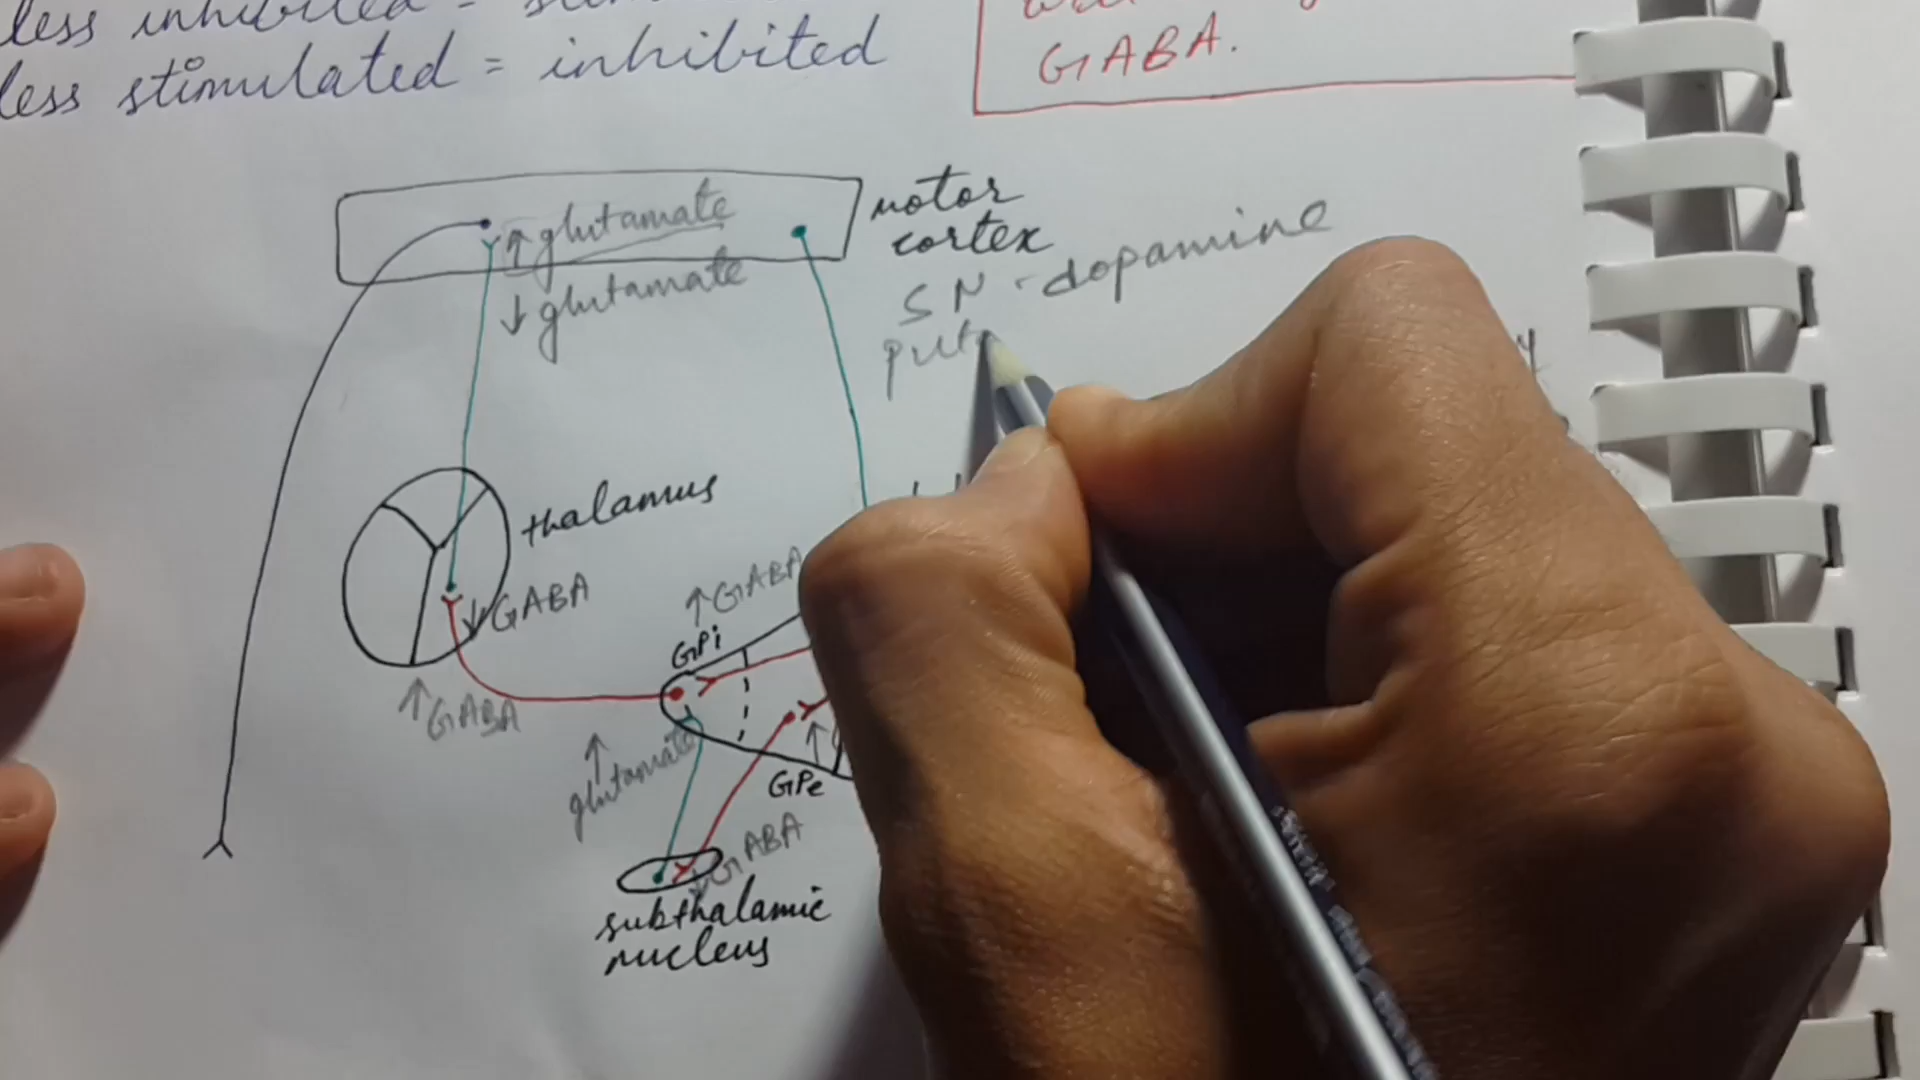 less inhibited =
less stimulated = inhibited
GABA.
↑ glutamate
↓ glutamate
motor
cortex
SN - dopamine
thalamus
↓ GABA
↑ GABA
↑ GABA
GPi
↑
glutamate
↑
GPe
↓ GABA
subthalamic
nucleus